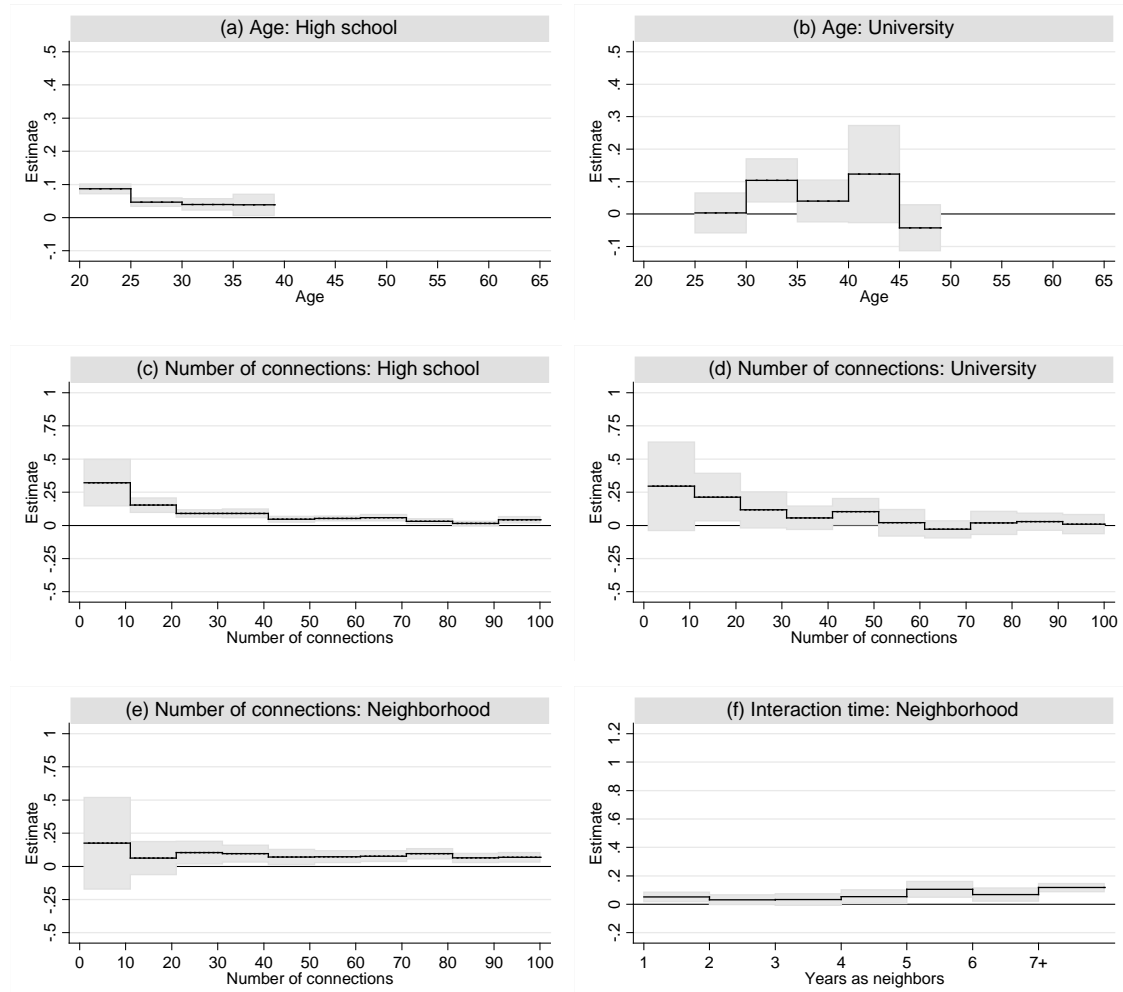 (a) Age: High school
.5
.4
.3
.2
.1
0
-.1
Estimate
20 25 30 35 40 45 50 55 60 65
Age
(b) Age: University
.5
.4
.3
.2
.1
0
-.1
Estimate
20 25 30 35 40 45 50 55 60 65
Age
(c) Number of connections: High school
1
.75
.5
.25
0
-.25
-.5
Estimate
0 10 20 30 40 50 60 70 80 90 100
Number of connections
(d) Number of connections: University
1
.75
.5
.25
0
-.25
-.5
Estimate
0 10 20 30 40 50 60 70 80 90 100
Number of connections
(e) Number of connections: Neighborhood
1
.75
.5
.25
0
-.25
-.5
Estimate
0 10 20 30 40 50 60 70 80 90 100
Number of connections
(f) Interaction time: Neighborhood
1.2
1
.8
.6
.4
.2
0
-.2
Estimate
1 2 3 4 5 6 7+
Years as neighbors